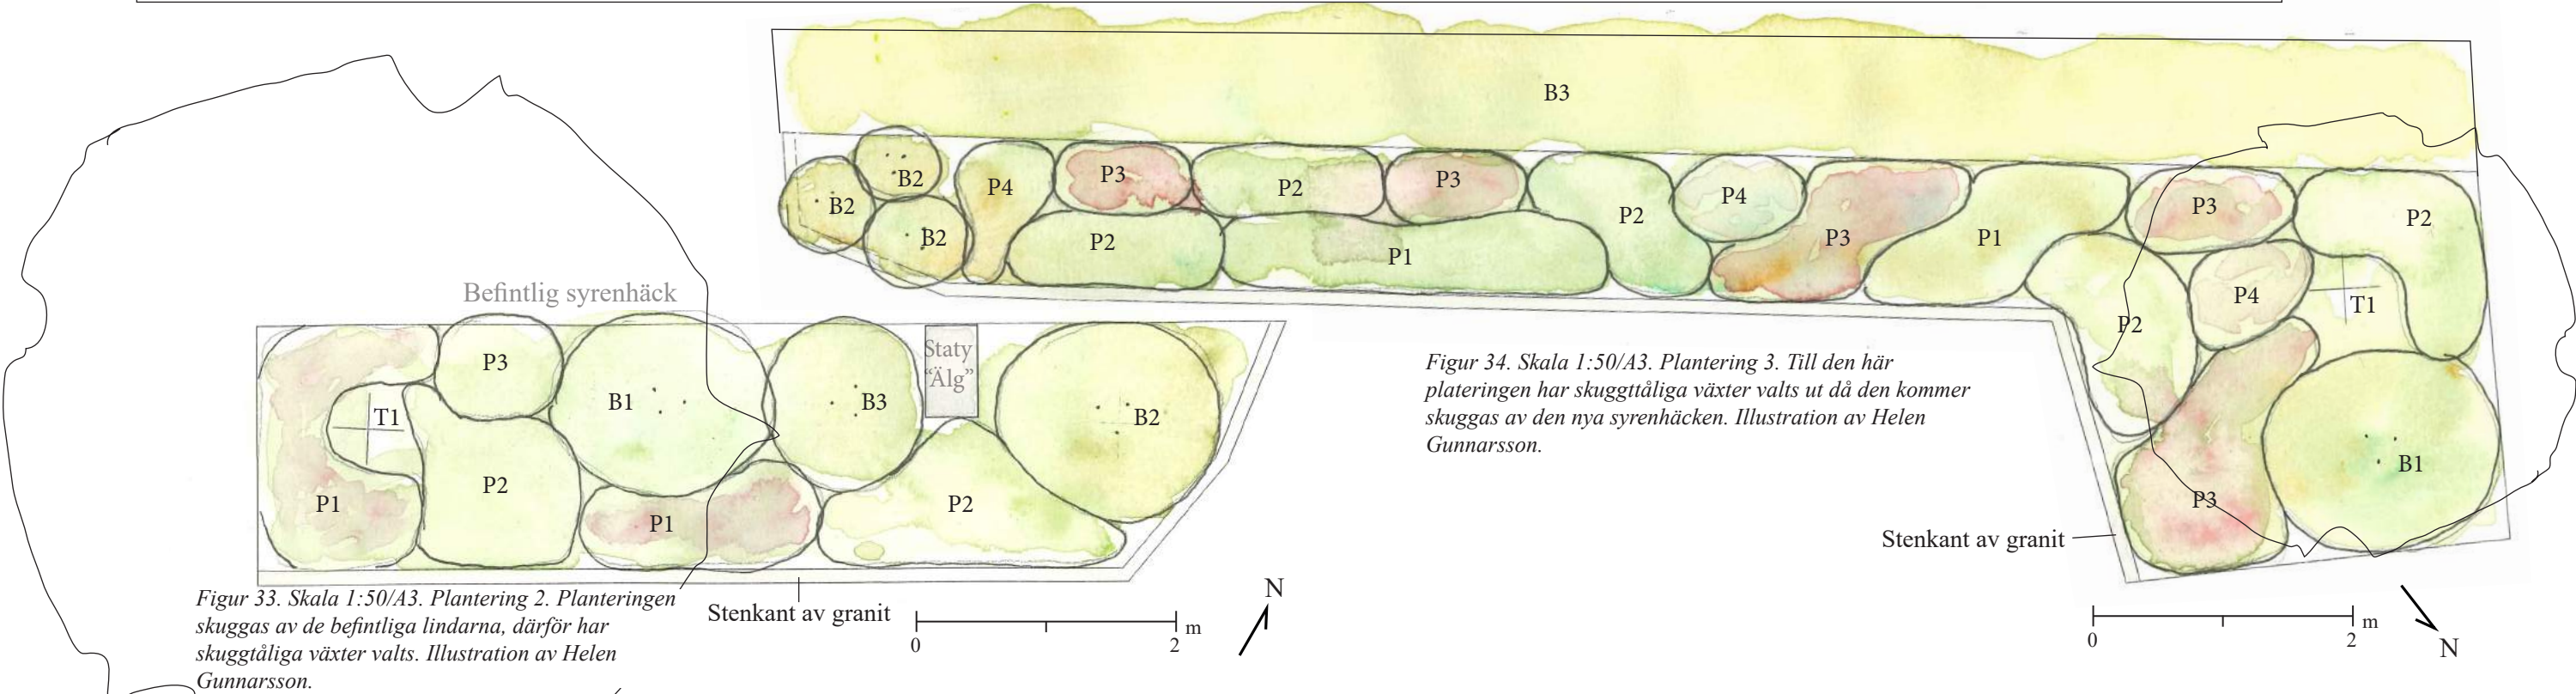 B3
B2
B2
B2
P4
P3
P2
P2
P3
P1
P2
P4
P3
P1
P3
P2
P2
P4
T1
P3
B1
Stenkant av granit
Figur 34. Skala 1:50/A3. Plantering 3. Till den här
plateringen har skuggttåliga växter valts ut då den kommer
skuggas av den nya syrenhäcken. Illustration av Helen
Gunnarsson.
0
2
m
N
Befintlig syrenhäck
P1
T1
P3
P2
B1
P1
B3
Staty
“Älg”
P2
B2
Stenkant av granit
Figur 33. Skala 1:50/A3. Plantering 2. Planteringen
skuggas av de befintliga lindarna, därför har
skuggtåliga växter valts. Illustration av Helen
Gunnarsson.
0
2
m
N